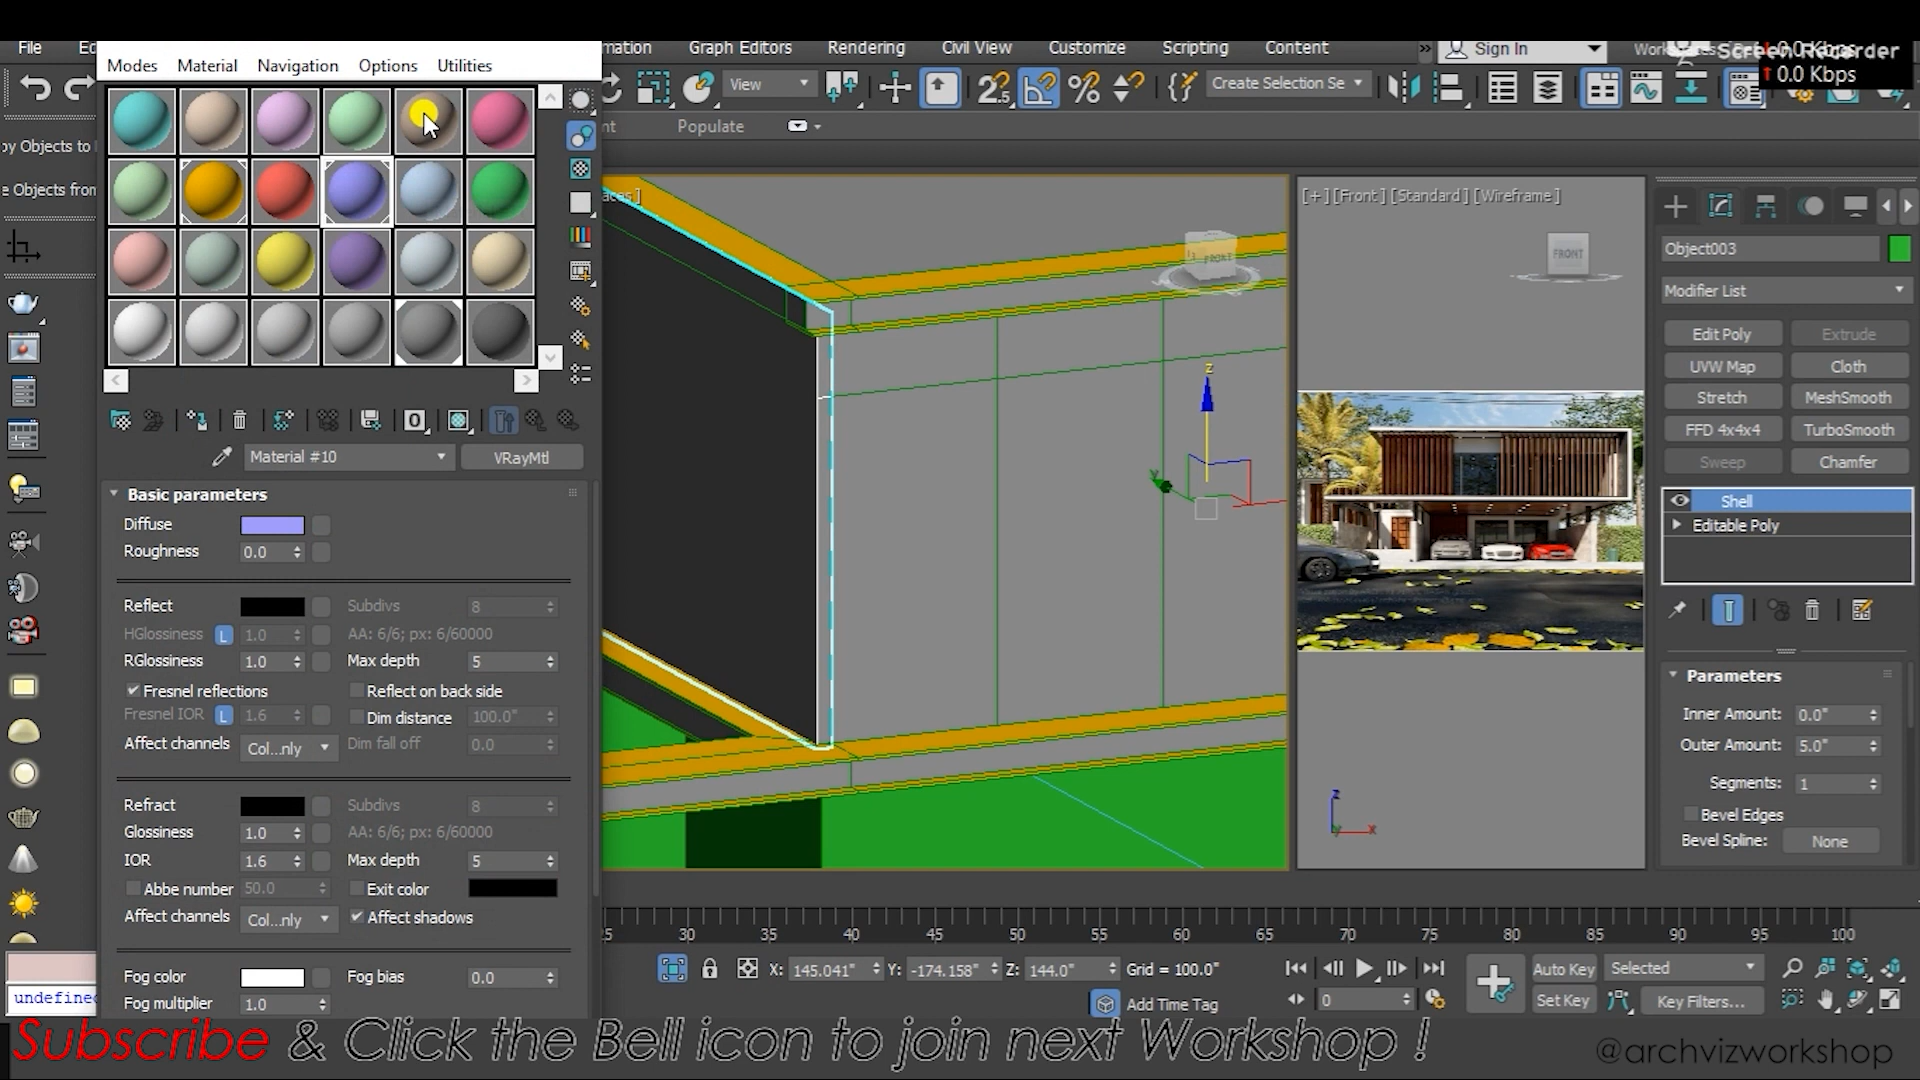 File
Ed
mation
Graph Editors
Rendering
Civil View
Customize
Scripting
Content
Sign In
Screen Recorder
0.0 Kbps
0.0 Kbps
Modes
Material
Navigation
Options
Utilities
View
Create Selection Se
nt
Populate
py Objects to
e Objects from
aces ]
[+] [Front] [Standard] [Wireframe]
FRONT
FRONT
Object003
Modifier List
Edit Poly
Extrude
UVW Map
Cloth
Stretch
MeshSmooth
FFD 4x4x4
TurboSmooth
Sweep
Chamfer
Shell
Editable Poly
z
Material #10
VRayMtl
Basic parameters
Diffuse
Roughness
0.0
Reflect
Subdivs
8
HGlossiness
L
1.0
AA: 6/6; px: 6/60000
RGlossiness
1.0
Max depth
5
Fresnel reflections
Reflect on back side
Fresnel IOR
L
1.6
Dim distance
100.0"
Affect channels
Col...nly
Dim fall off
0.0
Refract
Subdivs
8
Glossiness
1.0
AA: 6/6; px: 6/60000
IOR
1.6
Max depth
5
Abbe number
50.0
Exit color
Affect channels
Col...nly
Affect shadows
Fog color
Fog bias
0.0
Fog multiplier
1.0
Parameters
Inner Amount:
0.0"
Outer Amount:
5.0"
Segments:
1
Bevel Edges
Bevel Spline:
None
z
x
25 30 35 40 45 50 55 60 65 70 75 80 85 90 95 100
X:
145.041"
Y:
-174.158"
Z:
144.0"
Grid = 100.0"
Auto Key
Selected
undefined
Add Time Tag
0
Set Key
Key Filters...
Subscribe & Click the Bell icon to join next Workshop !
@archvizworkshop